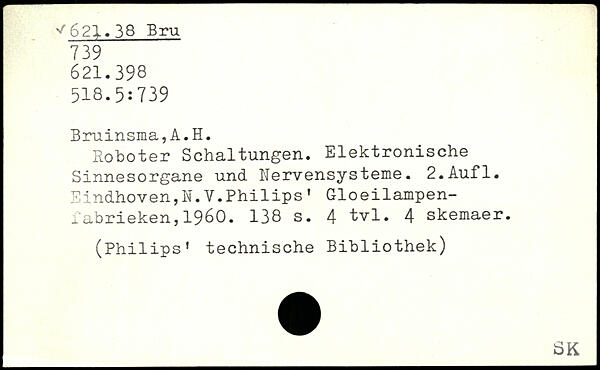 ✓621.38 Bru
739
621.398
518.5:739
Bruinsma,A.H.
Roboter Schaltungen. Elektronische
Sinnesorgane und Nervensysteme. 2.Aufl.
Eindhoven,N.V.Philips' Gloeilampen-
fabrieken,1960. 138 s. 4 tvl. 4 skemaer.
(Philips' technische Bibliothek)
SK